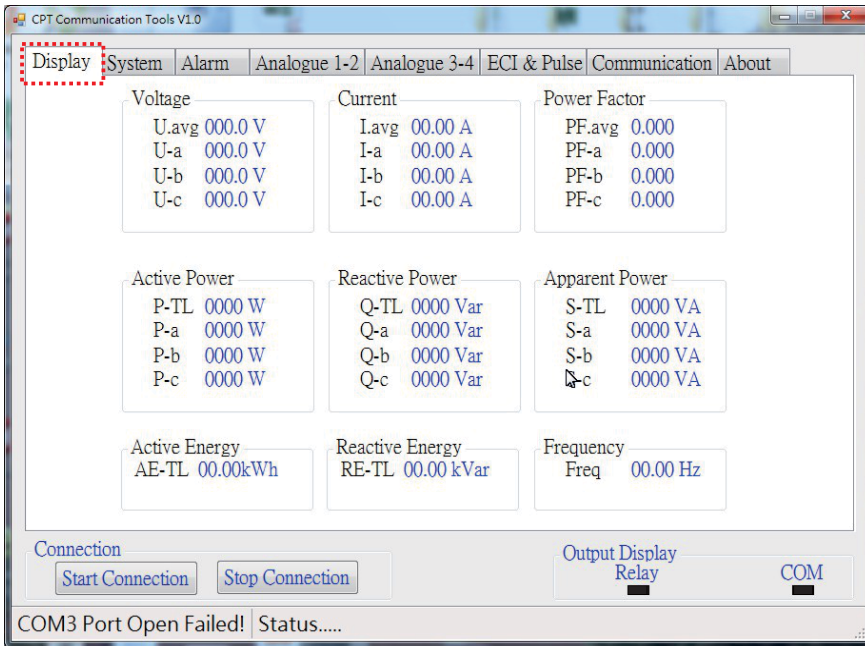 CPT Communication Tools V1.0
Display System Alarm Analogue 1-2 Analogue 3-4 ECI & Pulse Communication About
Voltage
U.avg 000.0 V
U-a 000.0 V
U-b 000.0 V
U-c 000.0 V
Current
I.avg 00.00 A
I-a 00.00 A
I-b 00.00 A
I-c 00.00 A
Power Factor
PF.avg 0.000
PF-a 0.000
PF-b 0.000
PF-c 0.000
Active Power
P-TL 0000 W
P-a 0000 W
P-b 0000 W
P-c 0000 W
Reactive Power
Q-TL 0000 Var
Q-a 0000 Var
Q-b 0000 Var
Q-c 0000 Var
Apparent Power
S-TL 0000 VA
S-a 0000 VA
S-b 0000 VA
-c 0000 VA
Active Energy
AE-TL 00.00kWh
Reactive Energy
RE-TL 00.00 kVar
Frequency
Freq 00.00 Hz
Connection
Start Connection Stop Connection
Output Display
Relay COM
COM3 Port Open Failed! Status.....